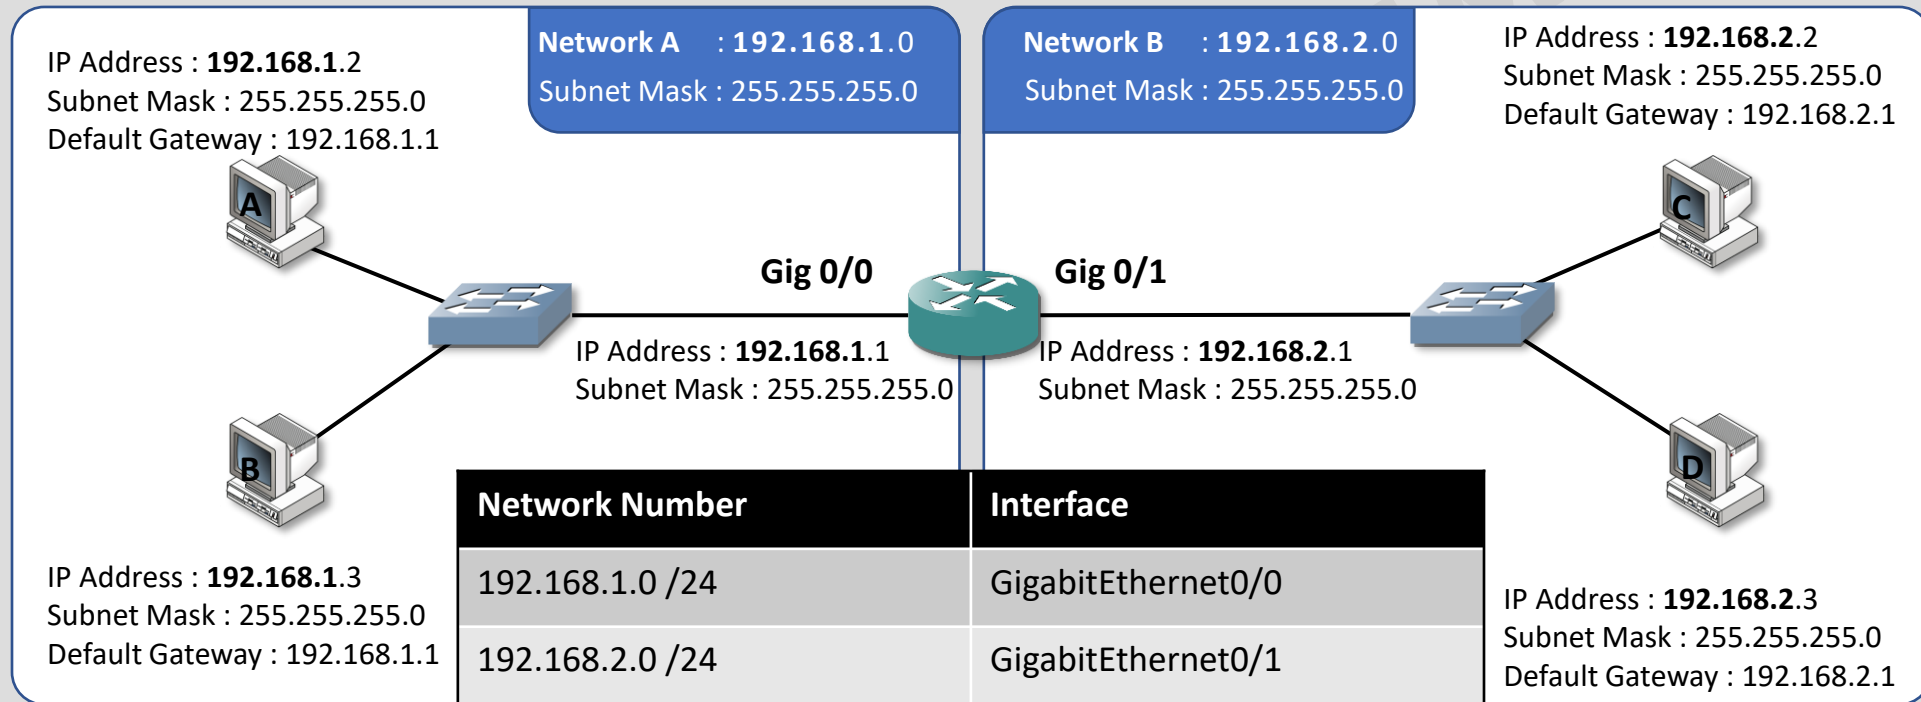 IP Address : 192.168.1.2
Subnet Mask : 255.255.255.0
Default Gateway : 192.168.1.1
Network A : 192.168.1.0
Subnet Mask : 255.255.255.0
Network B : 192.168.2.0
Subnet Mask : 255.255.255.0
IP Address : 192.168.2.2
Subnet Mask : 255.255.255.0
Default Gateway : 192.168.2.1
A
C
Gig 0/0
Gig 0/1
IP Address : 192.168.1.1
Subnet Mask : 255.255.255.0
IP Address : 192.168.2.1
Subnet Mask : 255.255.255.0
B
D
IP Address : 192.168.1.3
Subnet Mask : 255.255.255.0
Default Gateway : 192.168.1.1
Network Number Interface
192.168.1.0 /24 GigabitEthernet0/0
192.168.2.0 /24 GigabitEthernet0/1
IP Address : 192.168.2.3
Subnet Mask : 255.255.255.0
Default Gateway : 192.168.2.1